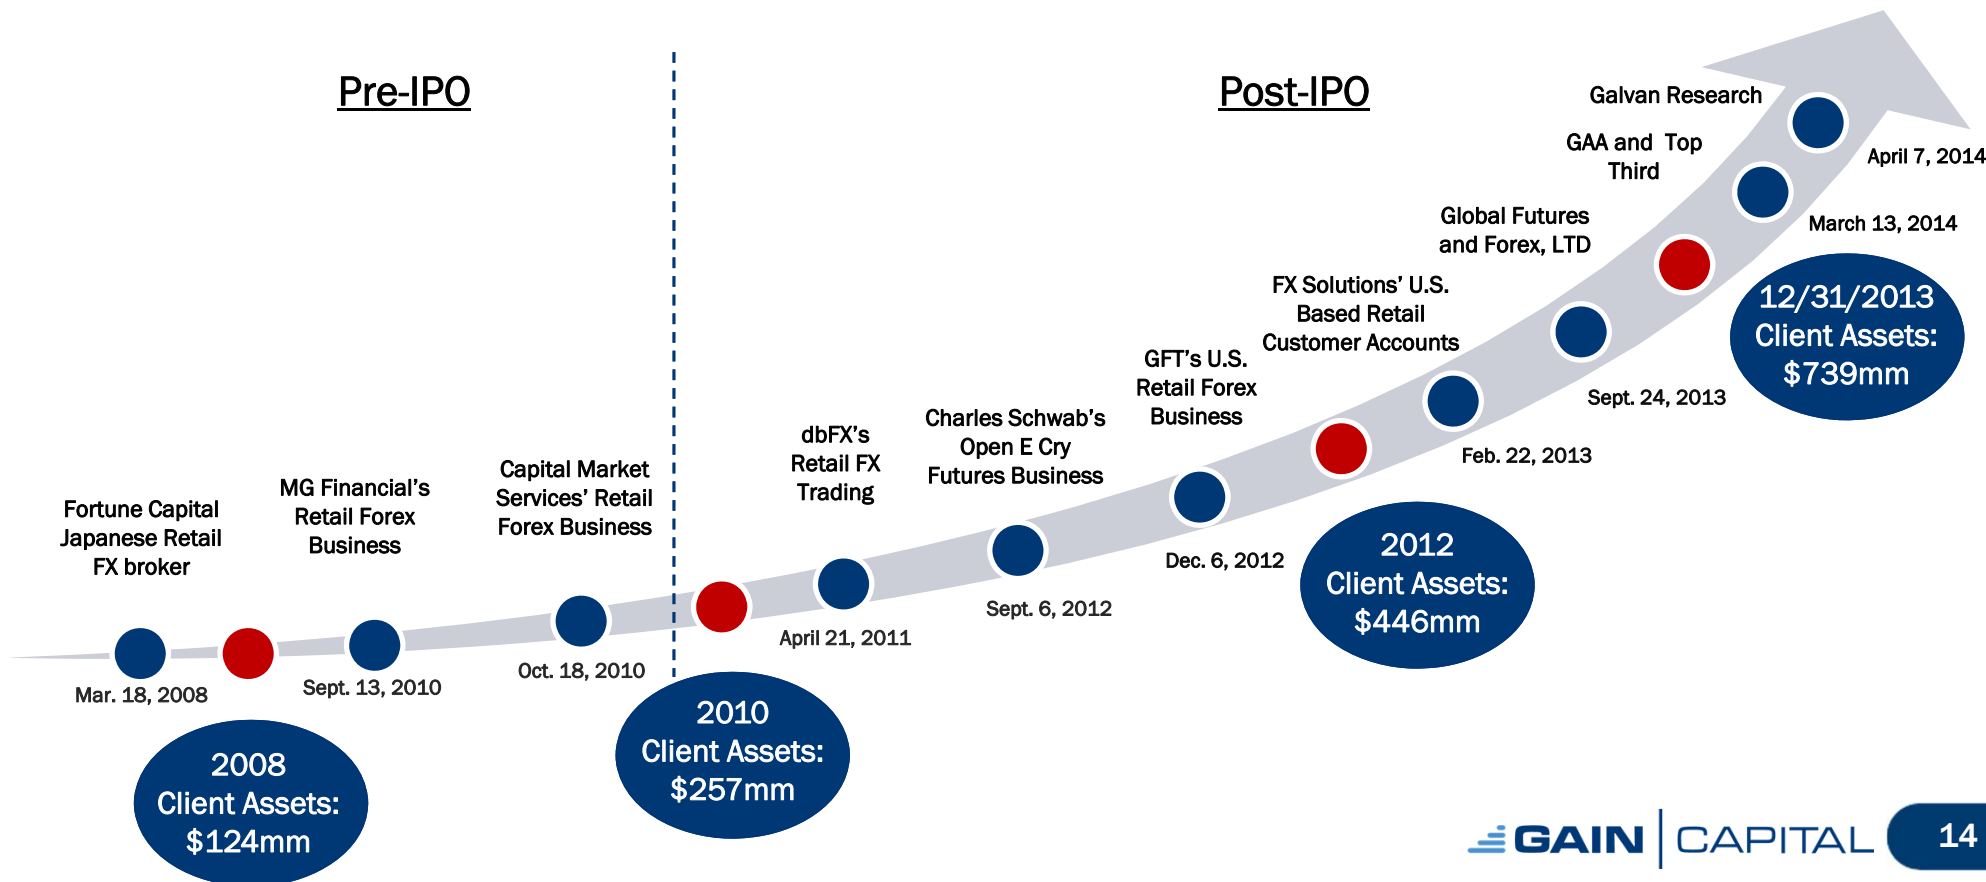 Pre-IPO
Post-IPO
Fortune Capital
Japanese Retail
FX broker
Mar. 18, 2008
2008
Client Assets:
$124mm
MG Financial’s
Retail Forex
Business
Sept. 13, 2010
Capital Market
Services’ Retail
Forex Business
Oct. 18, 2010
2010
Client Assets:
$257mm
dbFX’s
Retail FX
Trading
April 21, 2011
Charles Schwab’s
Open E Cry
Futures Business
Sept. 6, 2012
GFT’s U.S.
Retail Forex
Business
Dec. 6, 2012
2012
Client Assets:
$446mm
FX Solutions’ U.S.
Based Retail
Customer Accounts
Feb. 22, 2013
Global Futures
and Forex, LTD
Sept. 24, 2013
12/31/2013
Client Assets:
$739mm
GAA and Top
Third
March 13, 2014
Galvan Research
April 7, 2014
GAIN CAPITAL
14